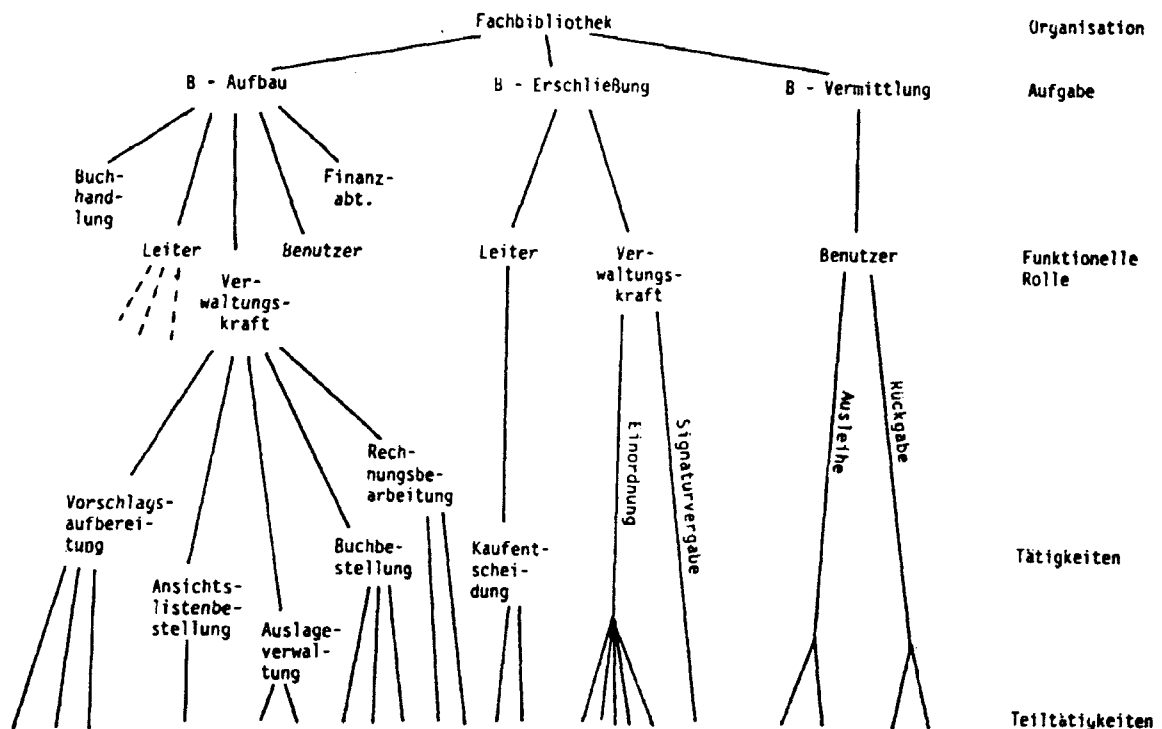 Fachbibliothek
Organisation
B - Aufbau
B - Erschließung
B - Vermittlung
Aufgabe
Buch-
hand-
lung
Finanz-
abt.
Leiter
Benutzer
Leiter
Ver-
waltungs-
kraft
Benutzer
Funktionelle
Rolle
Ver-
waltungs-
kraft
Ausleihe
Rückgabe
Einordnung
Signaturvergabe
Rech-
nungsbe-
arbeitung
Vorschlags-
aufberei-
tung
Buchbe-
stellung
Kaufent-
scheidung
Tätigkeiten
Ansichts-
listenbe-
stellung
Auslage-
verwal-
tung
Teiltätigkeiten